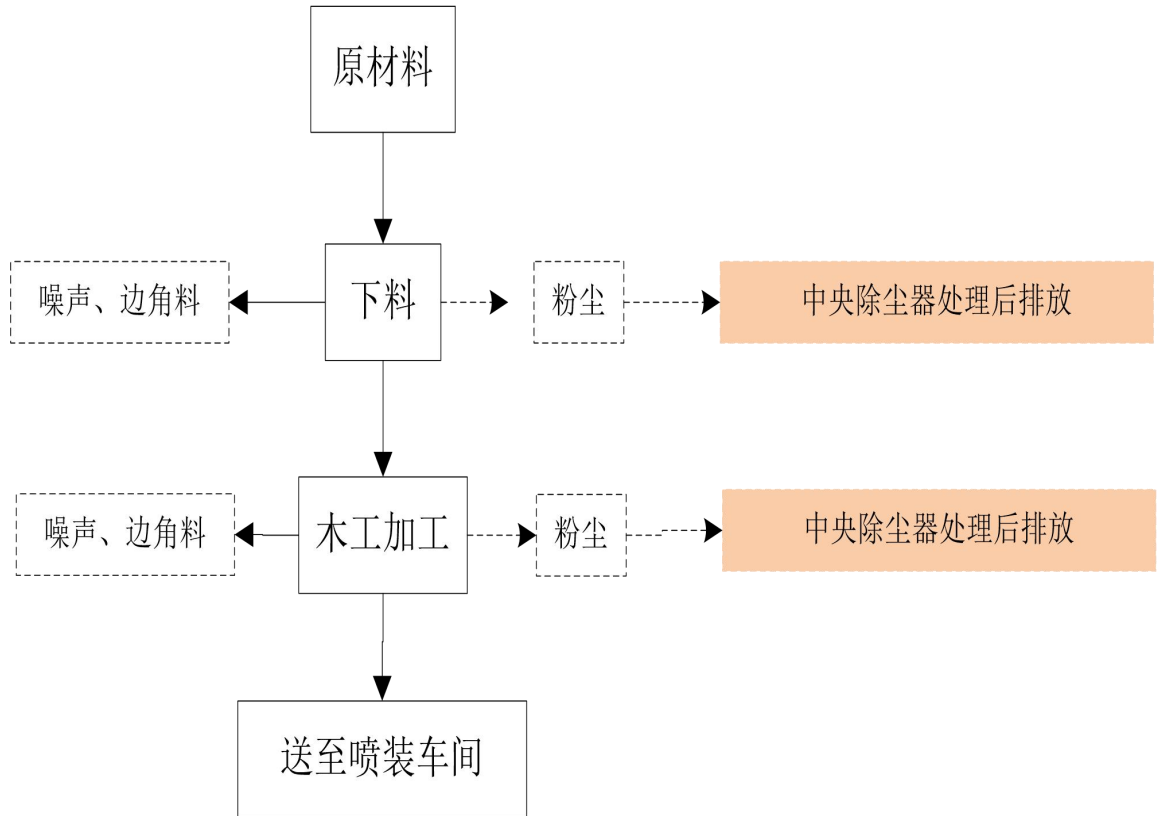 原材料
噪声、边角料
下料
粉尘
中央除尘器处理后排放
噪声、边角料
木工加工
粉尘
中央除尘器处理后排放
送至喷装车间